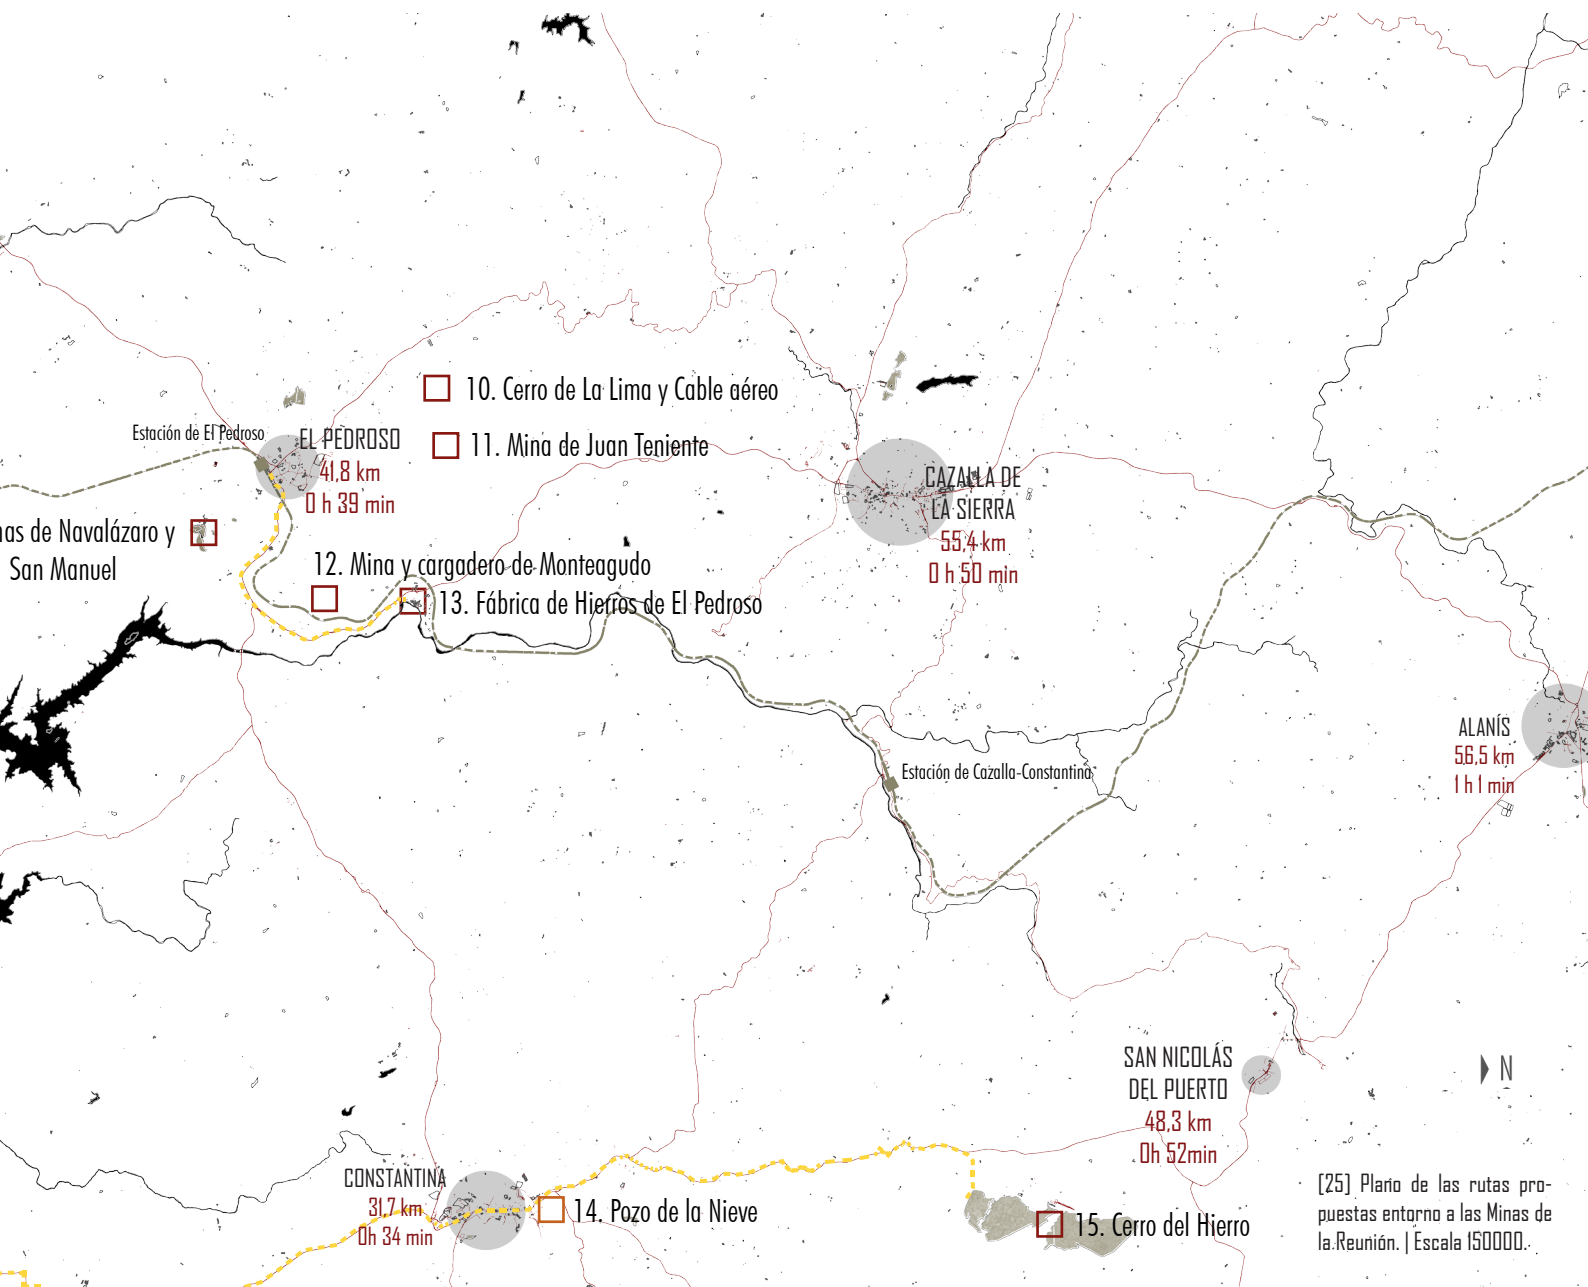 10. Cerro de La Lima y Cable aéreo
Estación de El Pedroso
EL PEDROSO
41,8 km
0 h 39 min
11. Mina de Juan Teniente
CAZALLA DE
LA SIERRA
55,4 km
0 h 50 min
de Navalázaro y
San Manuel
12. Mina y cargadero de Monteagudo
13. Fábrica de Hierros de El Pedroso
ALANÍS
56,5 km
1 h 1 min
Estación de Cazalla-Constantina
SAN NICOLÁS
DEL PUERTO
48,3 km
0h 52min
N
CONSTANTINA
31,7 km
0h 34 min
14. Pozo de la Nieve
15. Cerro del Hierro
[25] Plano de las rutas pro-
puestas entorno a las Minas de
la Reunión. | Escala 150000.